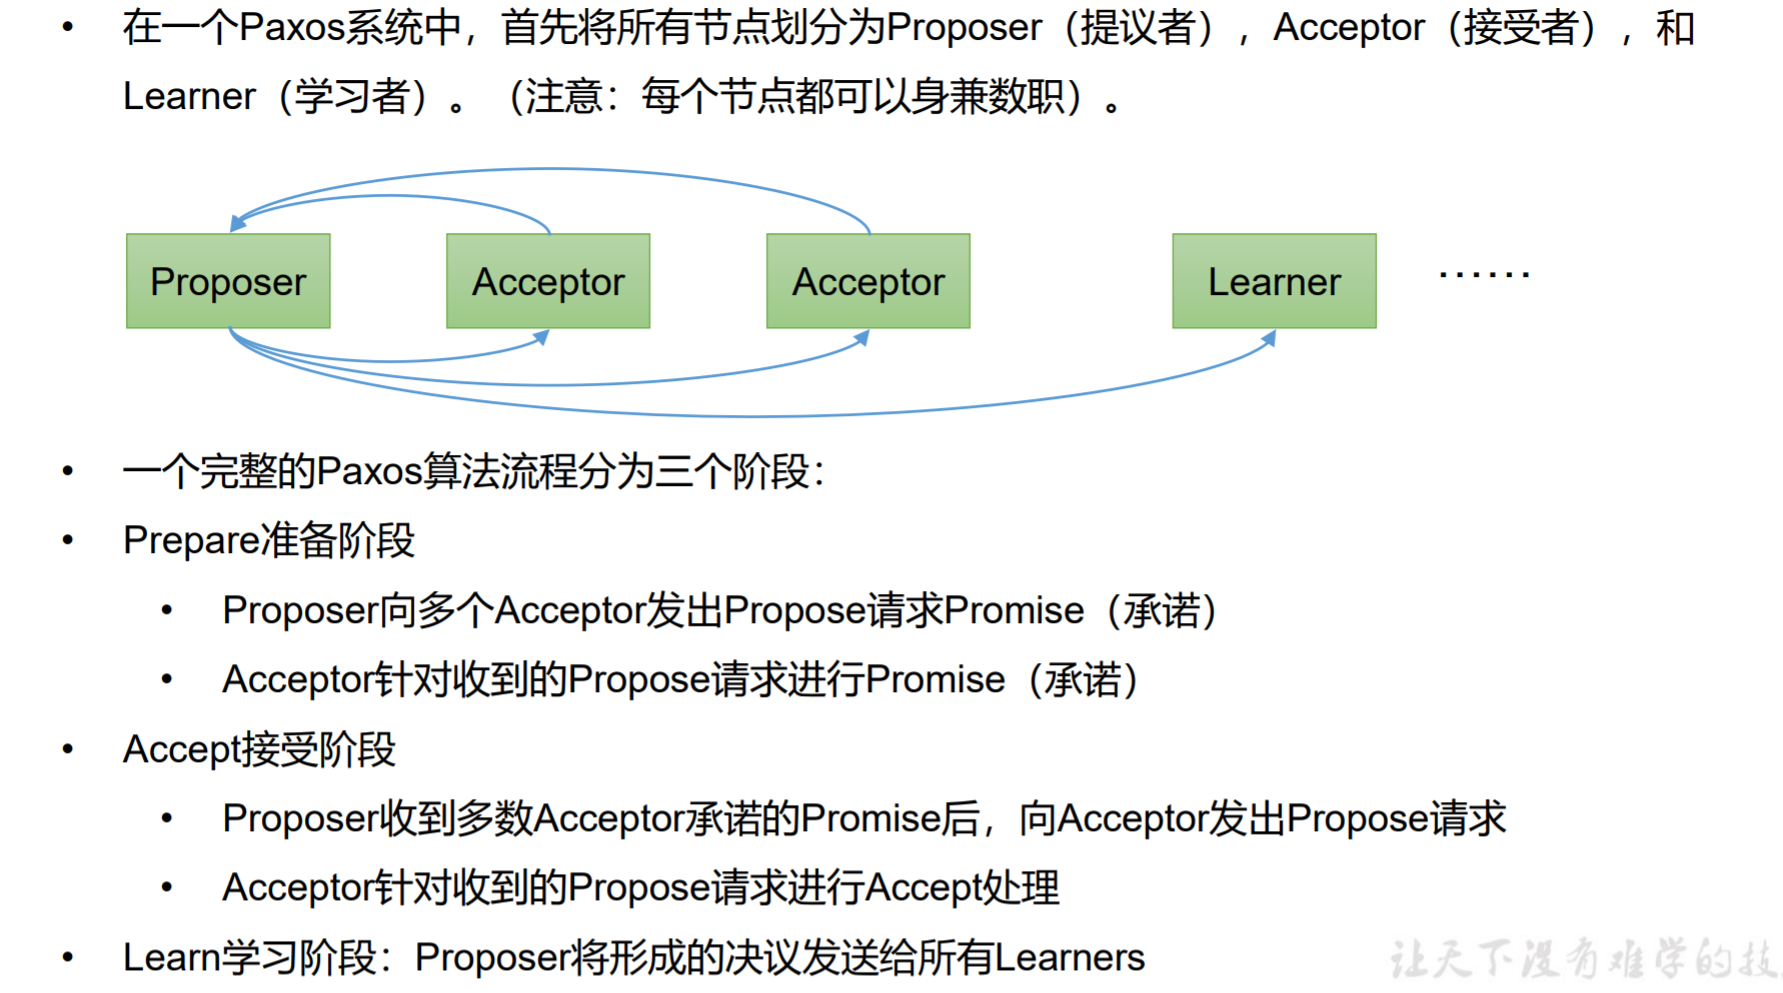 • 在一个Paxos系统中，首先将所有节点划分为Proposer（提议者），Acceptor（接受者），和
Learner（学习者）。（注意：每个节点都可以身兼数职）。
Proposer
Acceptor
Acceptor
Learner
······
• 一个完整的Paxos算法流程分为三个阶段：
• Prepare准备阶段
• Proposer向多个Acceptor发出Propose请求Promise（承诺）
• Acceptor针对收到的Propose请求进行Promise（承诺）
• Accept接受阶段
• Proposer收到多数Acceptor承诺的Promise后，向Acceptor发出Propose请求
• Acceptor针对收到的Propose请求进行Accept处理
• Learn学习阶段：Proposer将形成的决议发送给所有Learners
让天下没有难学的技